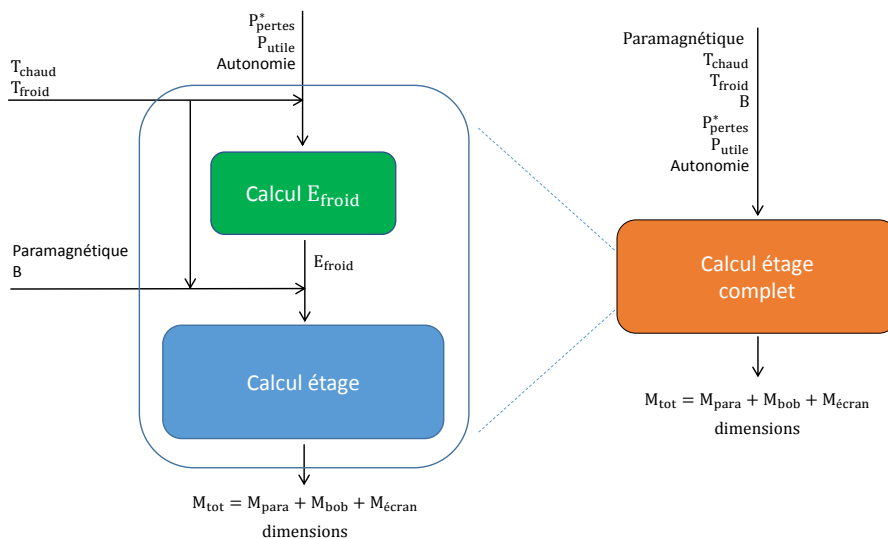 P*pertes
Putile
Autonomie
Tchaud
Tfroid
Calcul Efroid
Paramagnétique
B
Efroid
Calcul étage
Mtot = Mpara + Mbob + Mécran
dimensions
Paramagnétique
Tchaud
Tfroid
B
P*pertes
Putile
Autonomie
Calcul étage
complet
Mtot = Mpara + Mbob + Mécran
dimensions